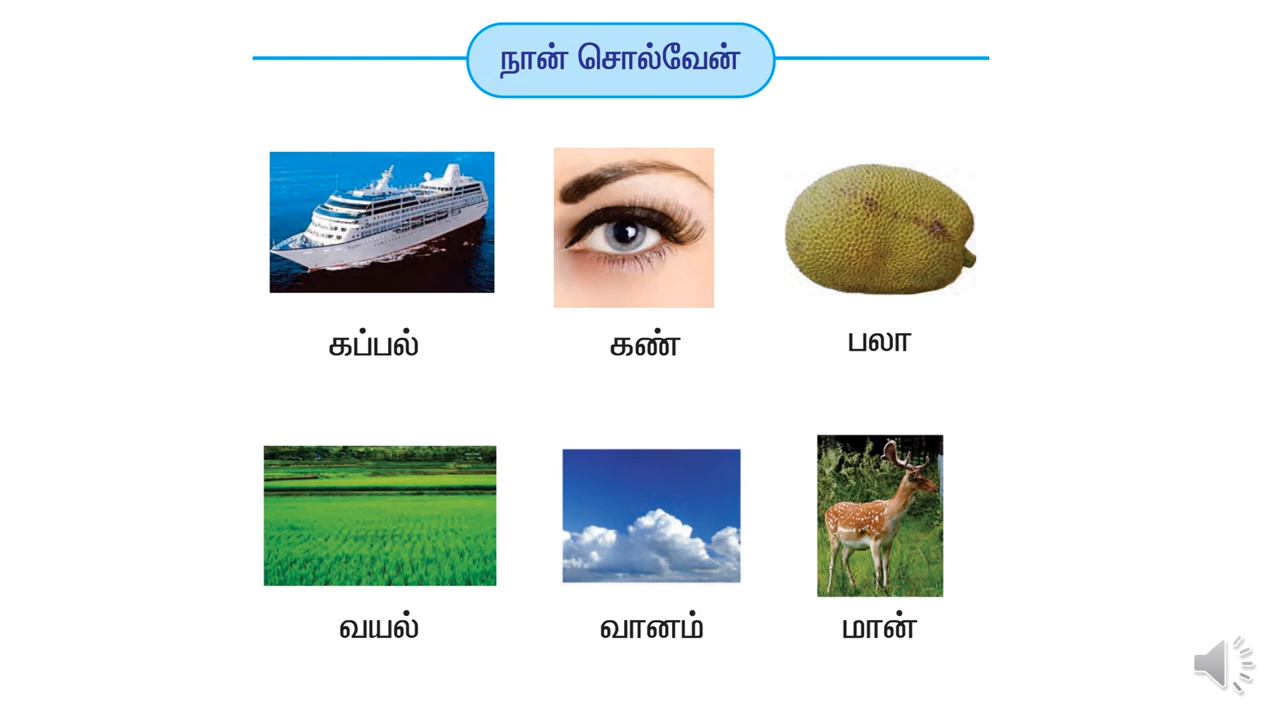 நான் சொல்வேன்
கப்பல்
கண்
பலா
வயல்
வானம்
மான்